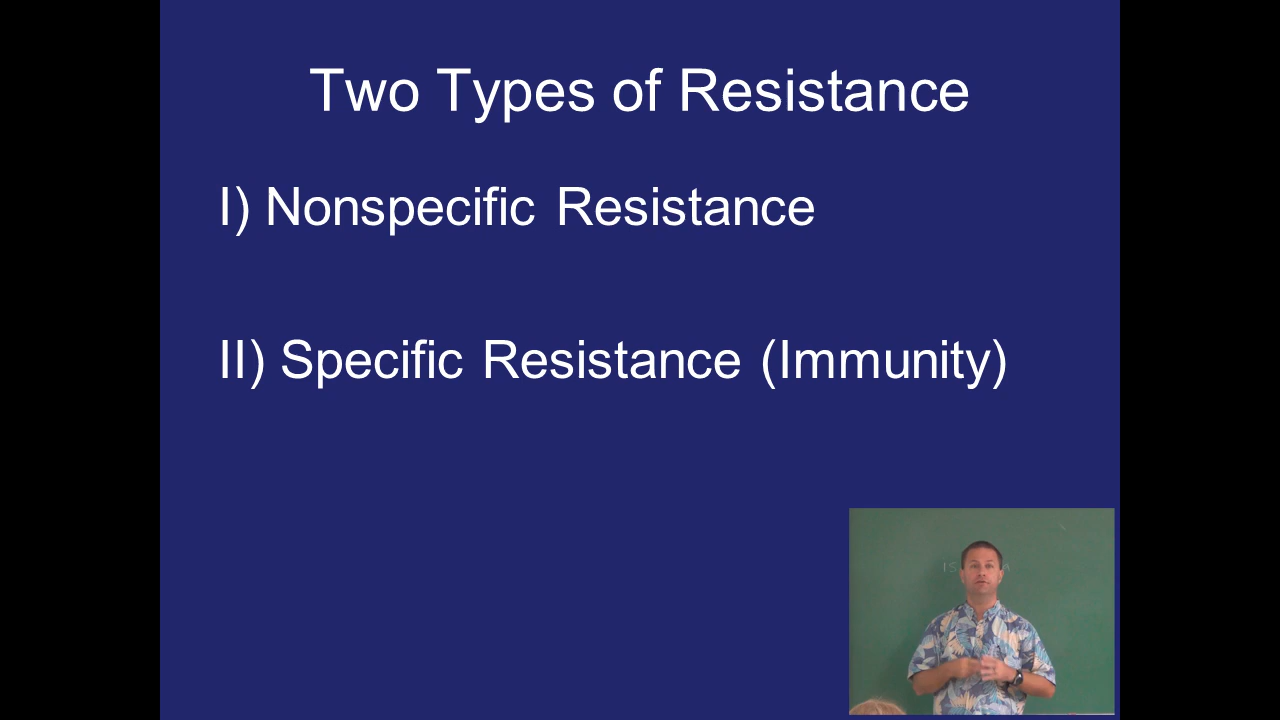 Two Types of Resistance
I) Nonspecific Resistance
II) Specific Resistance (Immunity)